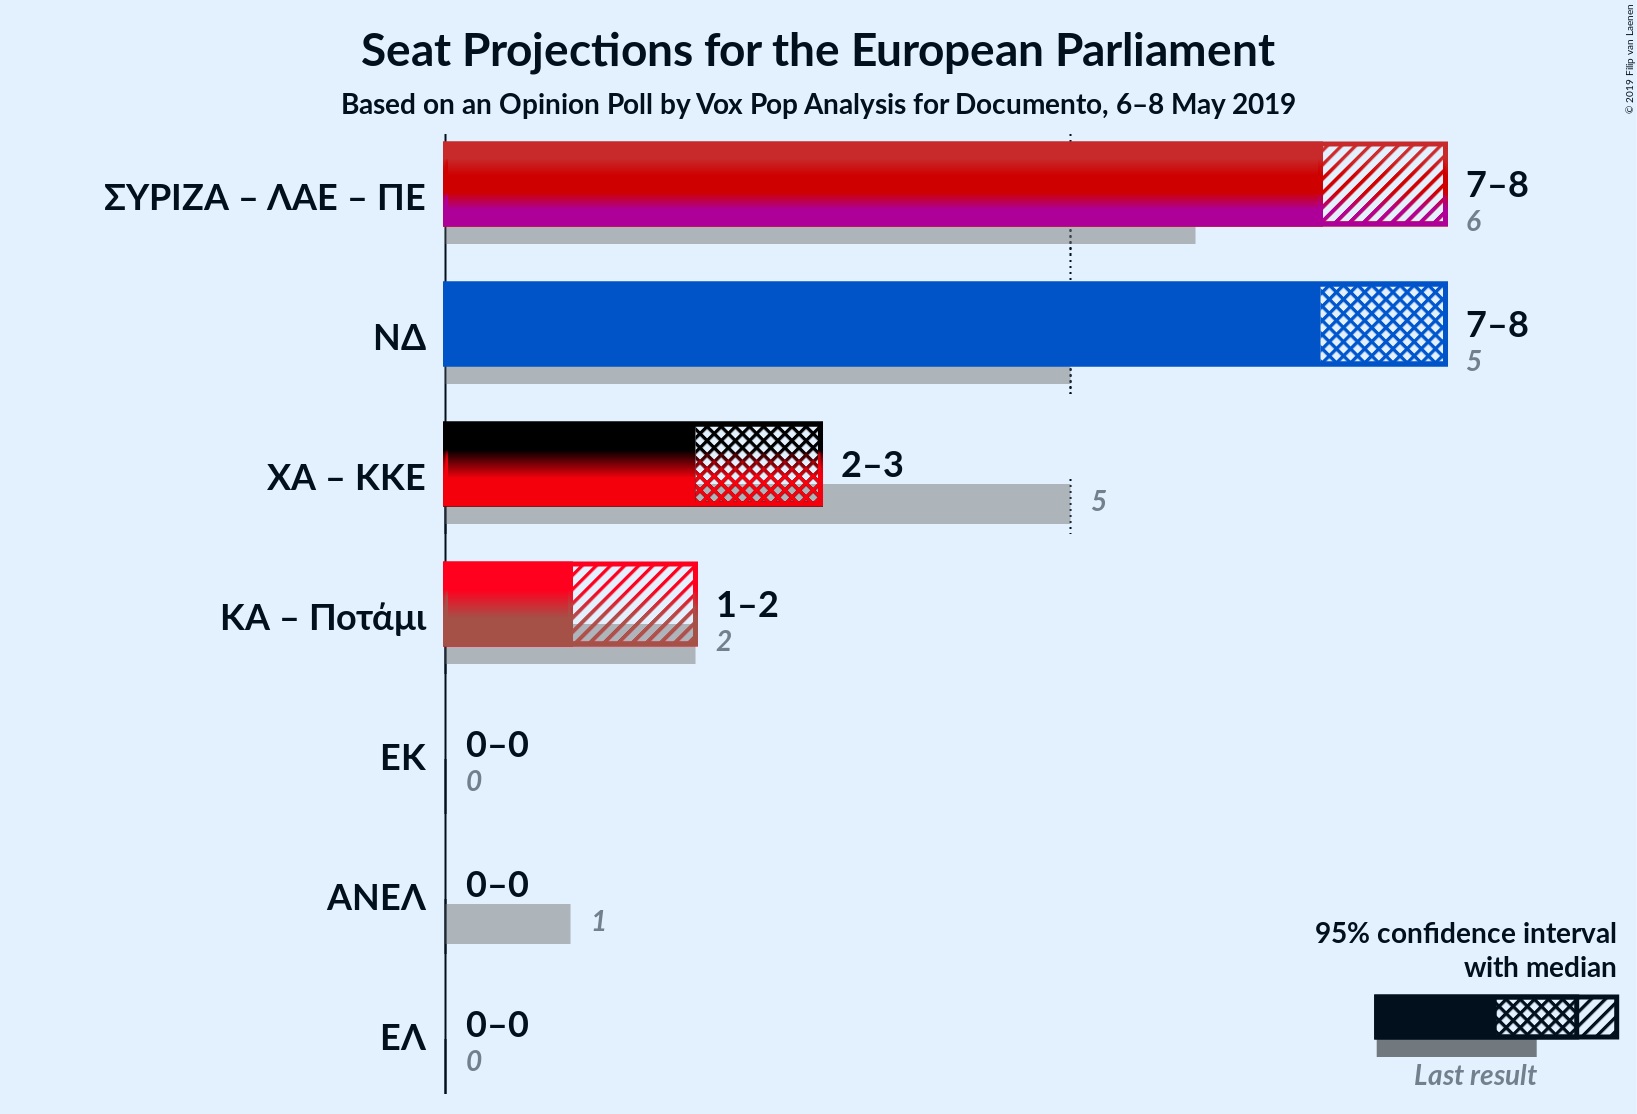 Seat Projections for the European Parliament
Based on an Opinion Poll by Vox Pop Analysis for Documento, 6–8 May 2019
© 2019 Filip van Laenen
ΣΥΡΙΖΑ – ΛΑΕ – ΠΕ
7–8
6
ΝΔ
7–8
5
ΧΑ – ΚΚΕ
2–3
5
ΚΑ – Ποτάμι
1–2
2
ΕΚ
0–0
0
ΑΝΕΛ
0–0
1
ΕΛ
0–0
0
95% confidence interval
with median
Last result